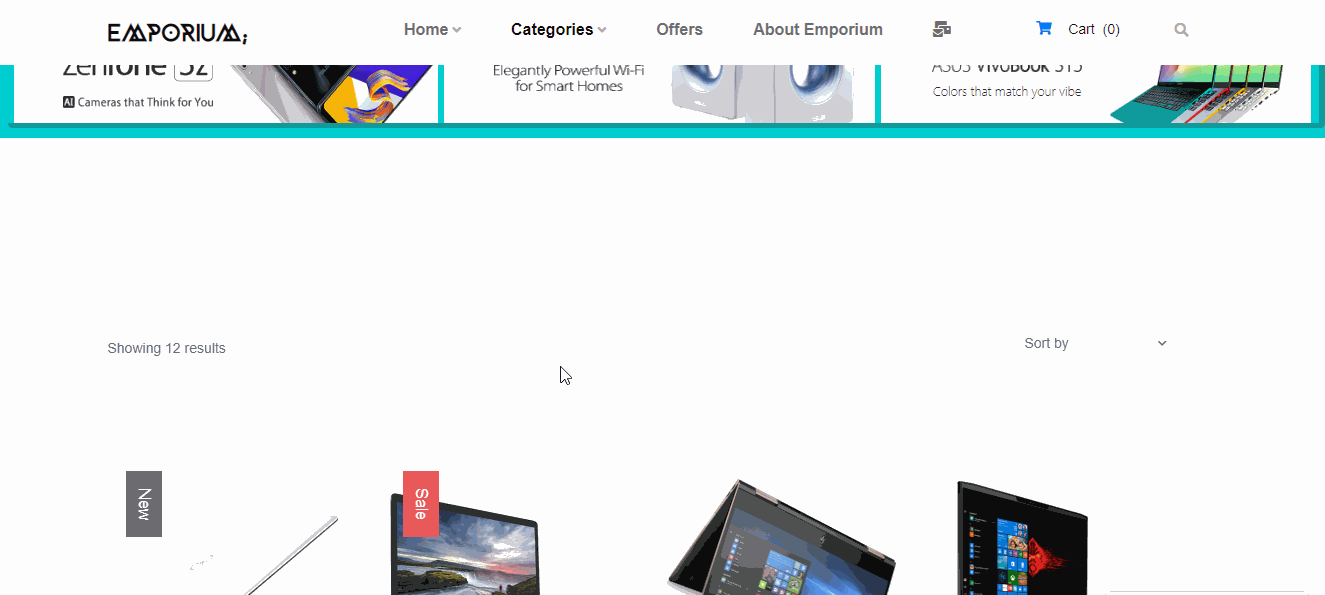 EMPORIUM;
Home
Categories
Offers
About Emporium
Cart (0)
Zenfone 5Z
AI Cameras that Think for You
Elegantly Powerful Wi-Fi
for Smart Homes
ASUS VivoBook S15
Colors that match your vibe
Showing 12 results
Sort by
New
Sale